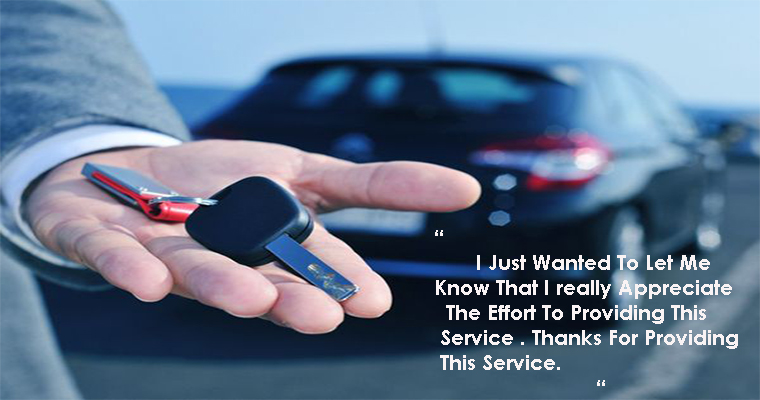 “
I Just Wanted To Let Me
Know That I really Appreciate
The Effort To Providing This
Service . Thanks For Providing
This Service.
“